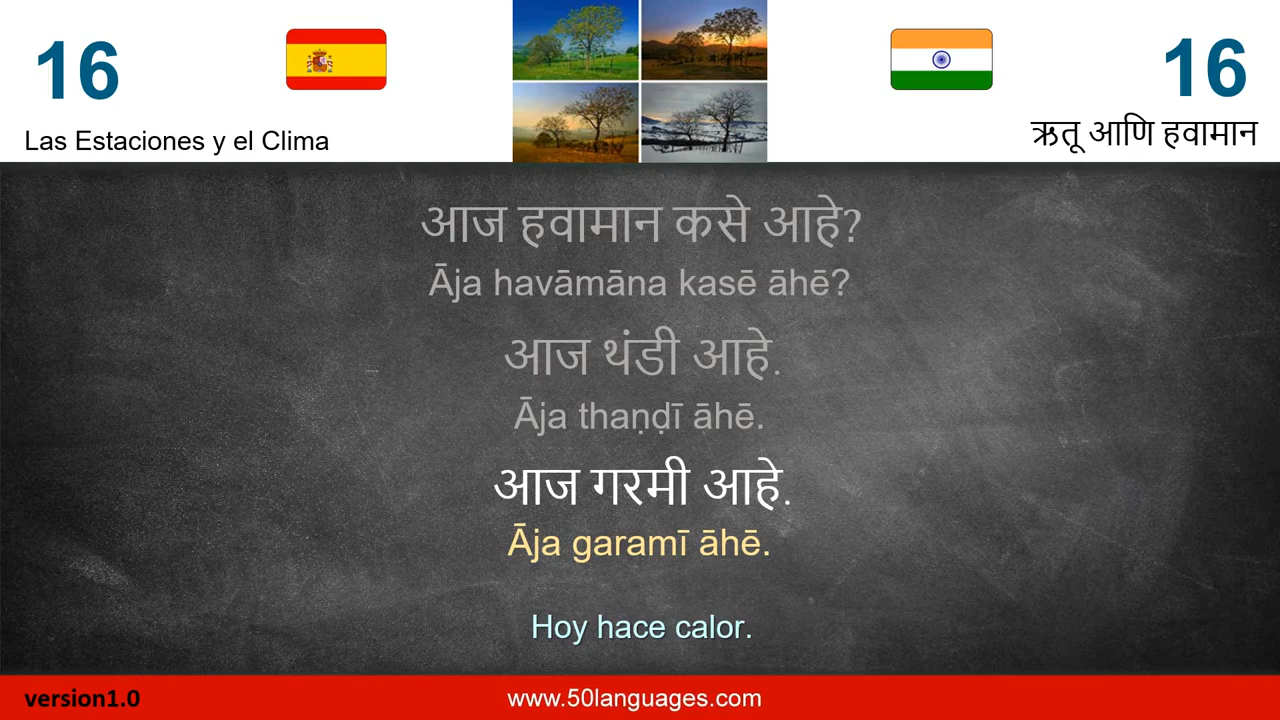 16
16
Las Estaciones y el Clima
ऋतू आणि हवामान
आज हवामान कसे आहे?
Āja havāmāna kasē āhē?
आज थंडी आहे.
Āja thaṇḍī āhē.
आज गरमी आहे.
Āja garamī āhē.
Hoy hace calor.
version1.0
www.50languages.com